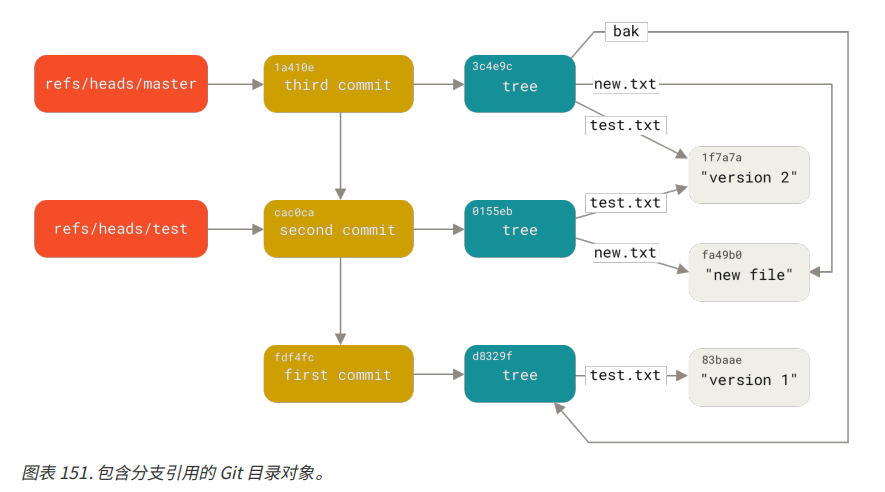 bak
refs/heads/master
1a410e
third commit
3c4e9c
tree
new.txt
test.txt
1f7a7a
"version 2"
refs/heads/test
cac0ca
second commit
0155eb
tree
test.txt
new.txt
fa49b0
"new file"
fdf4fc
first commit
d8329f
tree
test.txt
83baae
"version 1"
图表 151. 包含分支引用的 Git 目录对象。